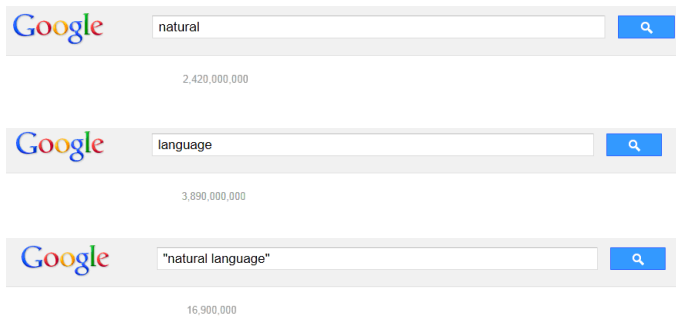 Google natural
2,420,000,000
Google language
3,890,000,000
Google "natural language"
16,900,000